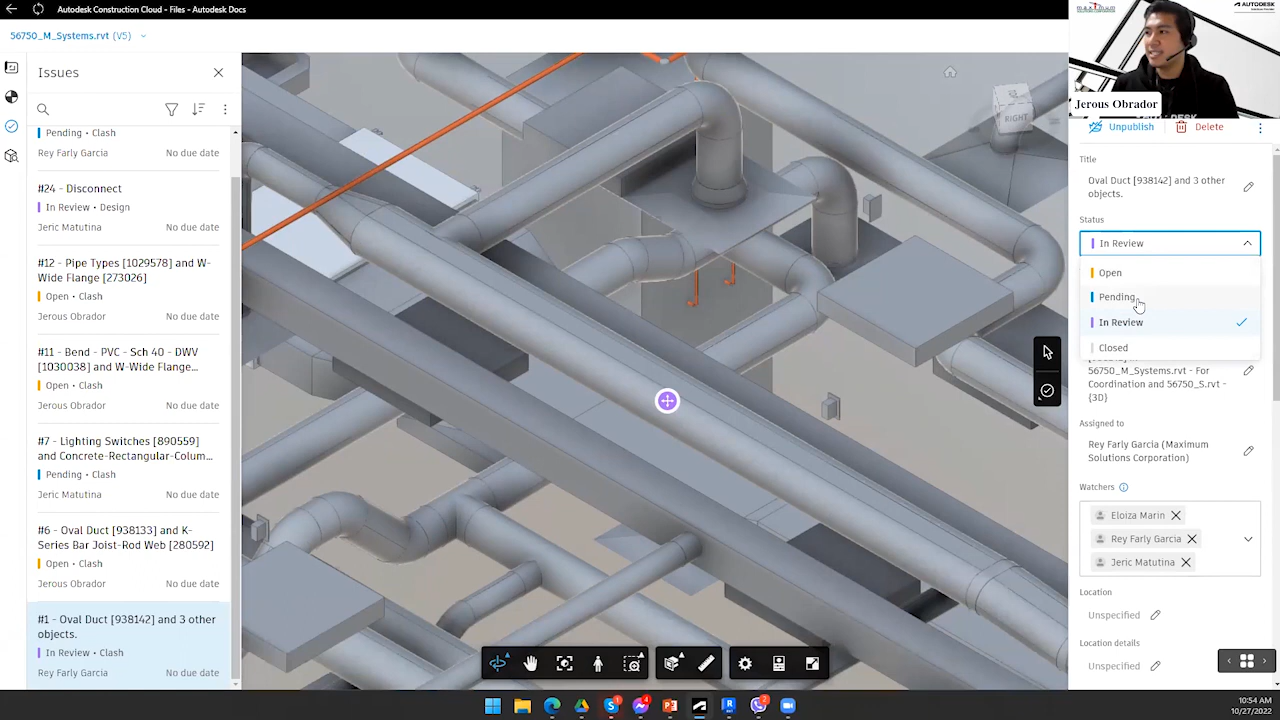 Autodesk Construction Cloud - Files - Autodesk Docs
56750_M_Systems.rvt (V5)
Issues
Pending • Clash
Rey Farly Garcia No due date
#24 - Disconnect
In Review • Design
Jeric Matutina No due date
#12 - Pipe Types [1029578] and W-
Wide Flange [273026]
Open • Clash
Jerous Obrador No due date
#11 - Bend - PVC - Sch 40 - DWV
[1030038] and W-Wide Flange...
Open • Clash
Jerous Obrador No due date
#7 - Lighting Switches [890559]
and Concrete-Rectangular-Colum...
Pending • Clash
Jeric Matutina No due date
#6 - Oval Duct [938133] and K-
Series Bar Joist-Rod Web [280592]
Open • Clash
Jerous Obrador No due date
#1 - Oval Duct [938142] and 3 other
objects.
In Review • Clash
Rey Farly Garcia No due date
RIGHT
AUTODESK
Jerous Obrador
Unpublish Delete
Title
Oval Duct [938142] and 3 other
objects.
Status
In Review
Open
Pending
In Review
Closed
56750_M_Systems.rvt - For
Coordination and 56750_S.rvt -
{3D}
Assigned to
Rey Farly Garcia (Maximum
Solutions Corporation)
Watchers
Eloiza Marin
Rey Farly Garcia
Jeric Matutina
Location
Unspecified
Location details
Unspecified
10:54 AM
10/27/2022